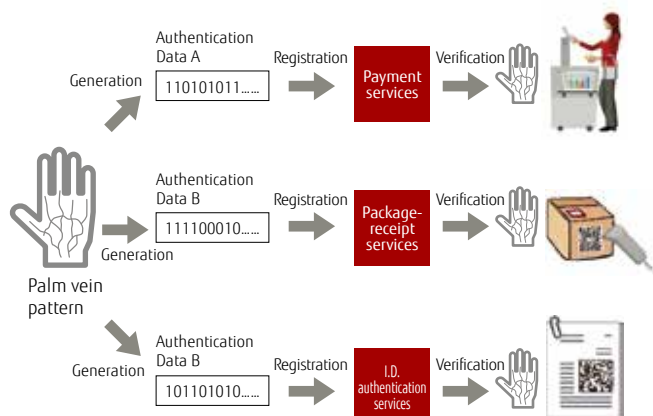 Authentication
Data A
Generation
110101011......
Registration
Payment
services
Verification
Palm vein
pattern
Authentication
Data B
Generation
111100010......
Registration
Package-
receipt
services
Verification
Authentication
Data B
Generation
101101010......
Registration
I.D.
authentication
services
Verification